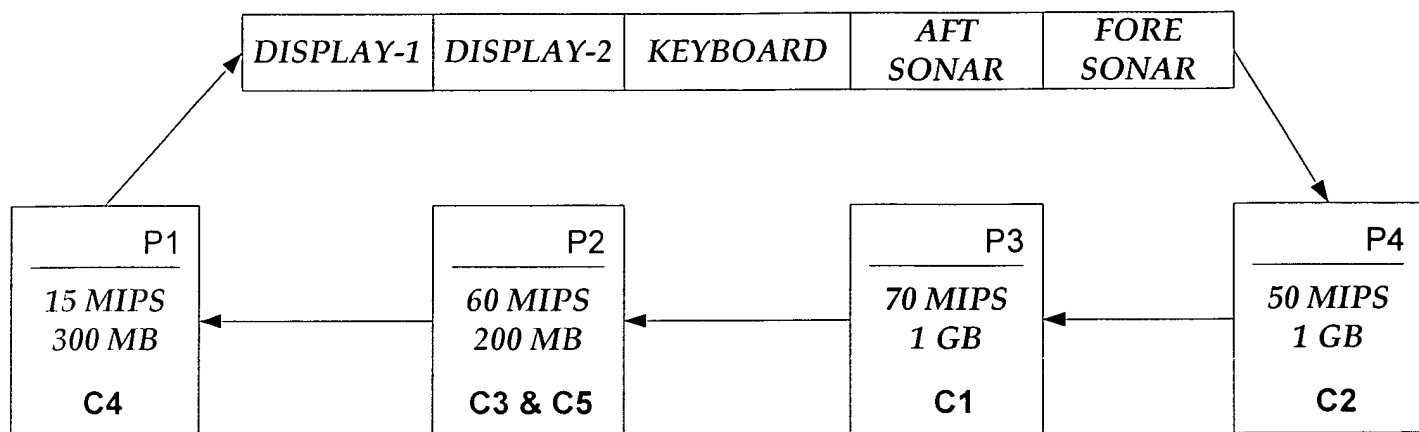 DISPLAY-1 DISPLAY-2 KEYBOARD AFT SONAR FORE SONAR
P1
15 MIPS
300 MB
C4
P2
60 MIPS
200 MB
C3 & C5
P3
70 MIPS
1 GB
C1
P4
50 MIPS
1 GB
C2